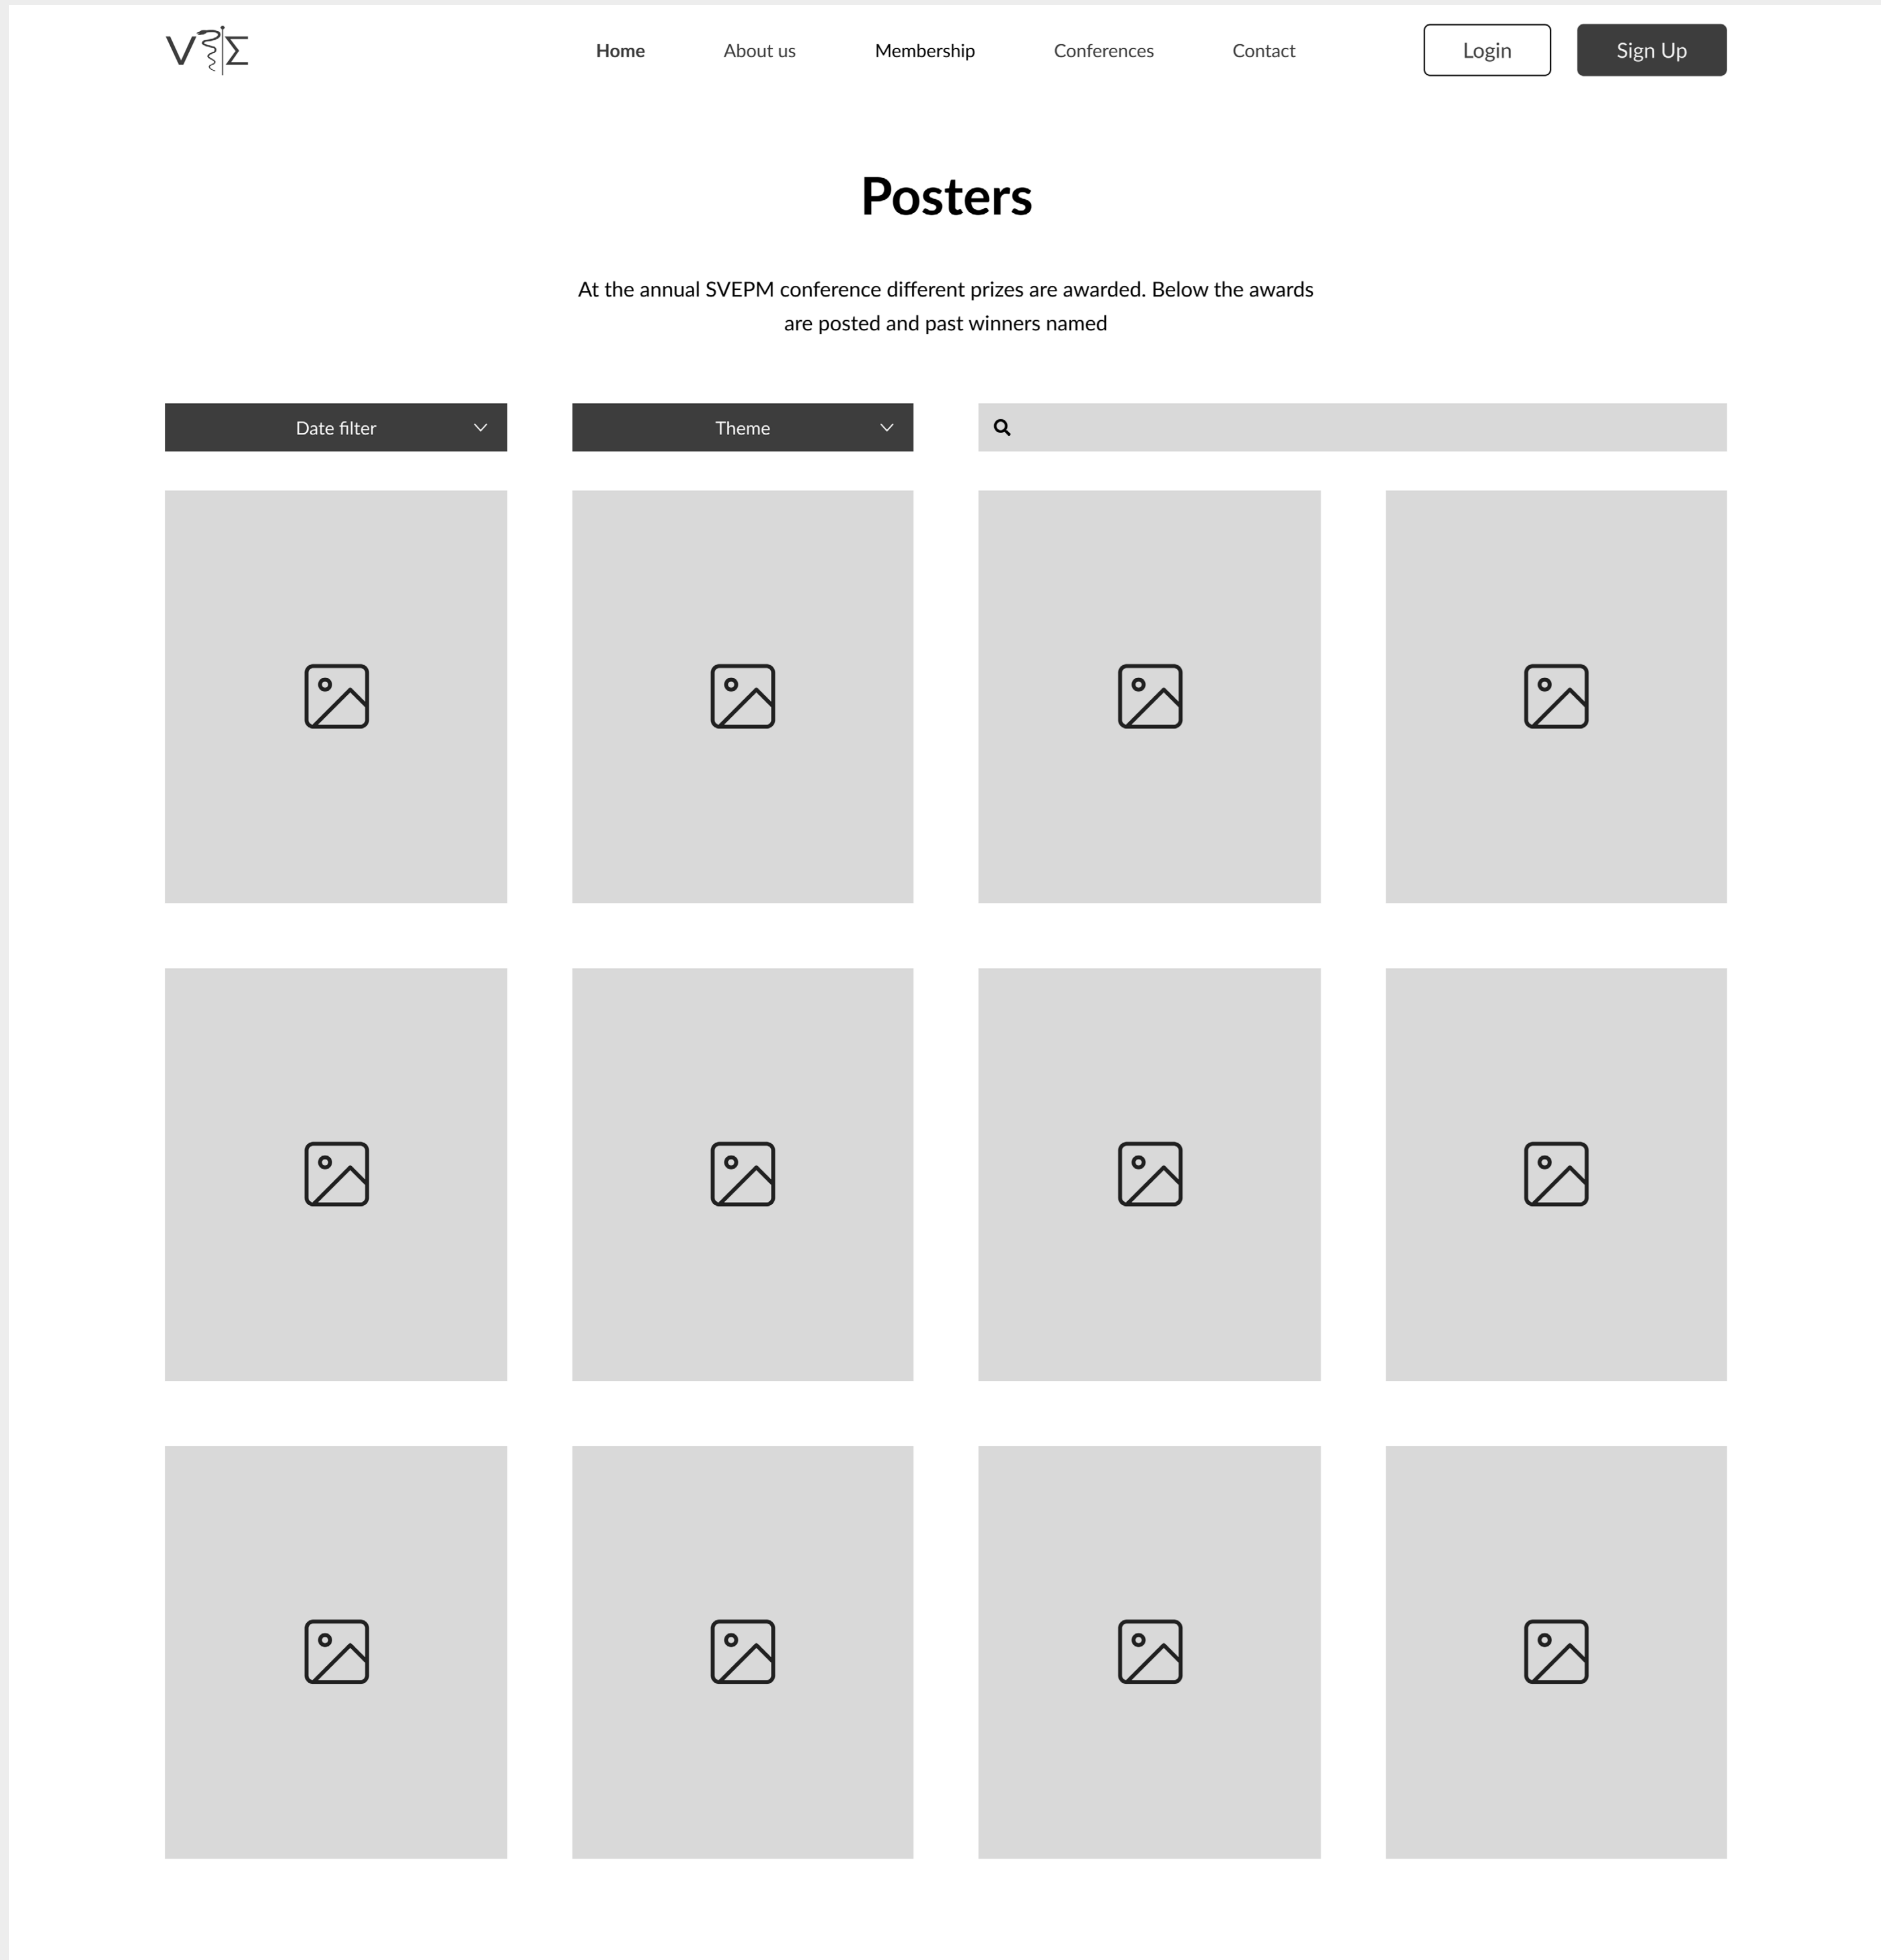 VΣ
Home About us Membership Conferences Contact Login Sign Up
Posters
At the annual SVEPM conference different prizes are awarded. Below the awards
are posted and past winners named
Date filter Theme